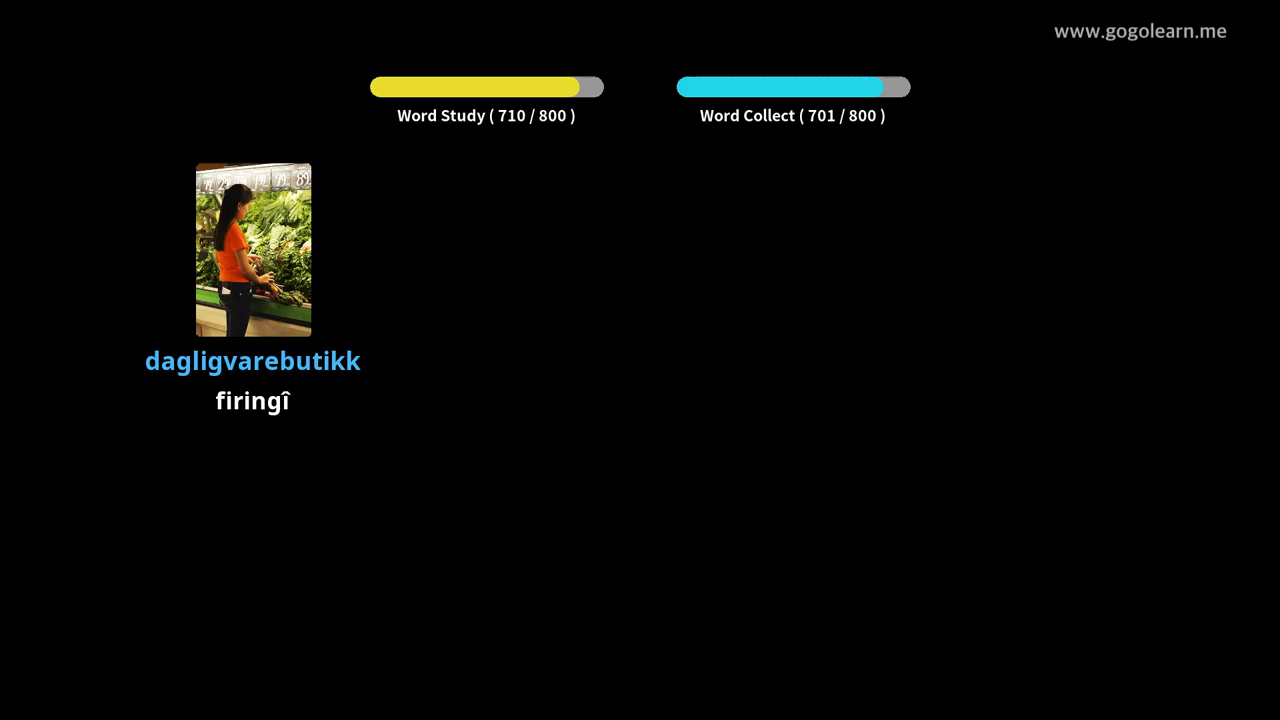 www.gogolearn.me
Word Study ( 710 / 800 )
Word Collect ( 701 / 800 )
dagligvarebutikk
firingî